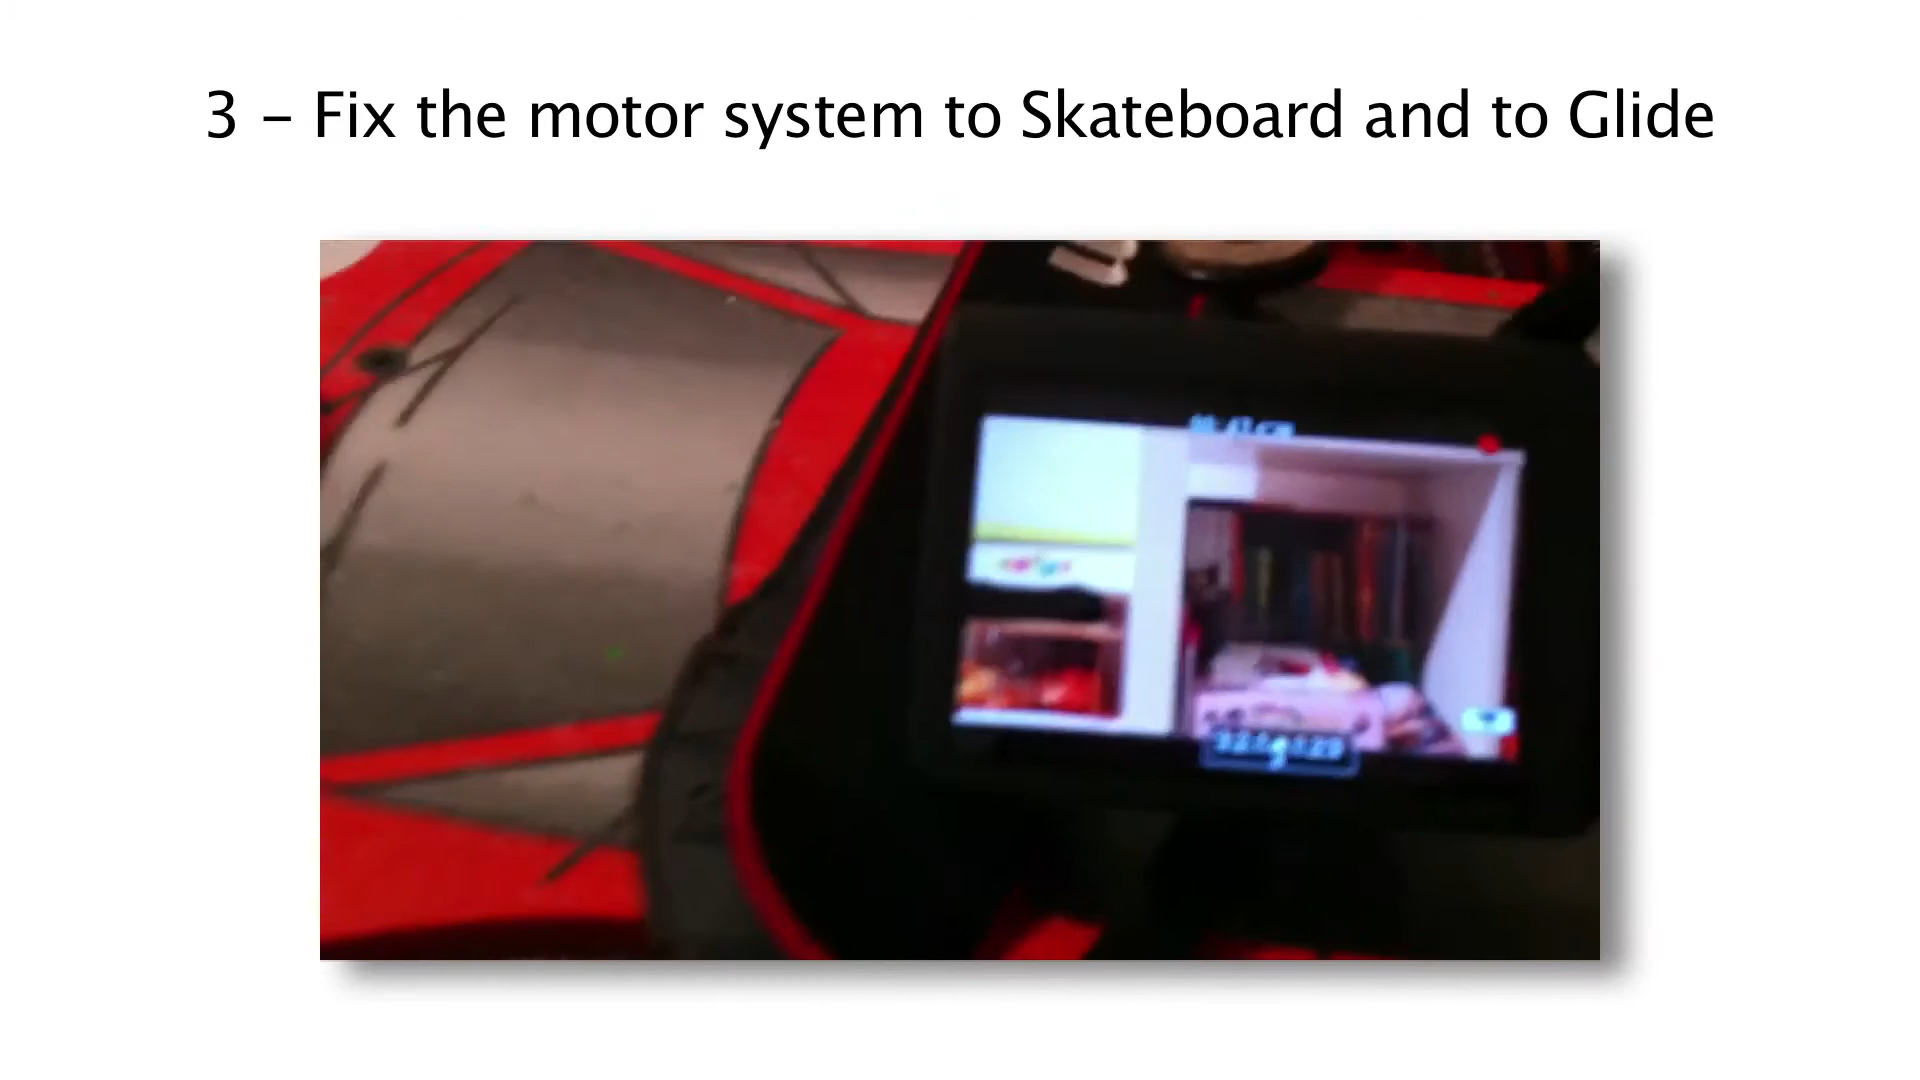 3 – Fix the motor system to Skateboard and to Glide